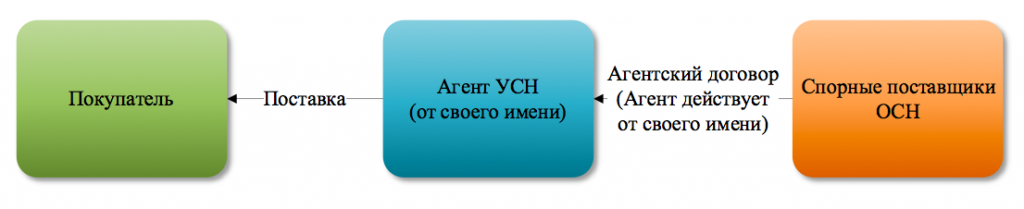 Покупатель
Поставка
Агент УСН
(от своего имени)
Агентский договор
(Агент действует
от своего имени)
Спорные поставщики
ОСН